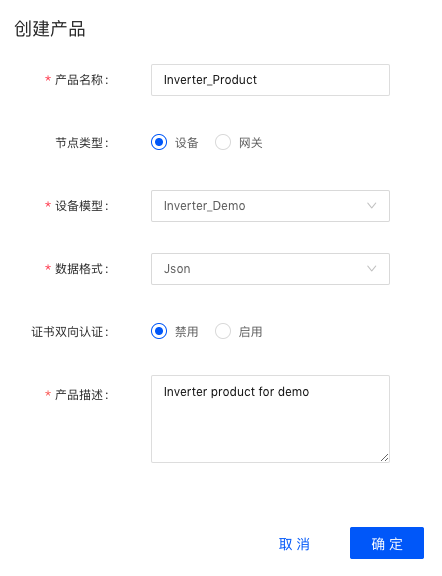 创建产品
* 产品名称: Inverter_Product
节点类型: 设备 网关
* 设备模型: Inverter_Demo
* 数据格式: Json
证书双向认证: 禁用 启用
* 产品描述: Inverter product for demo
取 消 确 定